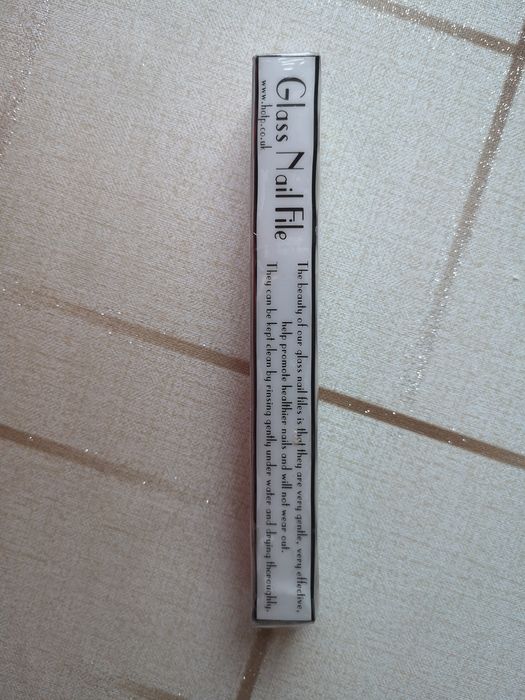 Glass Nail File
www.holp.co.uk
The beauty of our glass nail files is that they are very gentle, very effective,
help promote healthier nails and will not wear out.
They can be kept clean by rinsing gently under water and drying thoroughly.